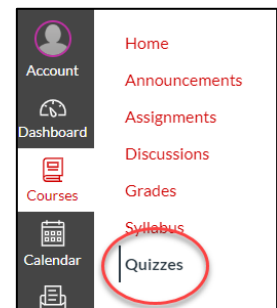 Account
Dashboard
Courses
Calendar
Home
Announcements
Assignments
Discussions
Grades
Syllabus
Quizzes